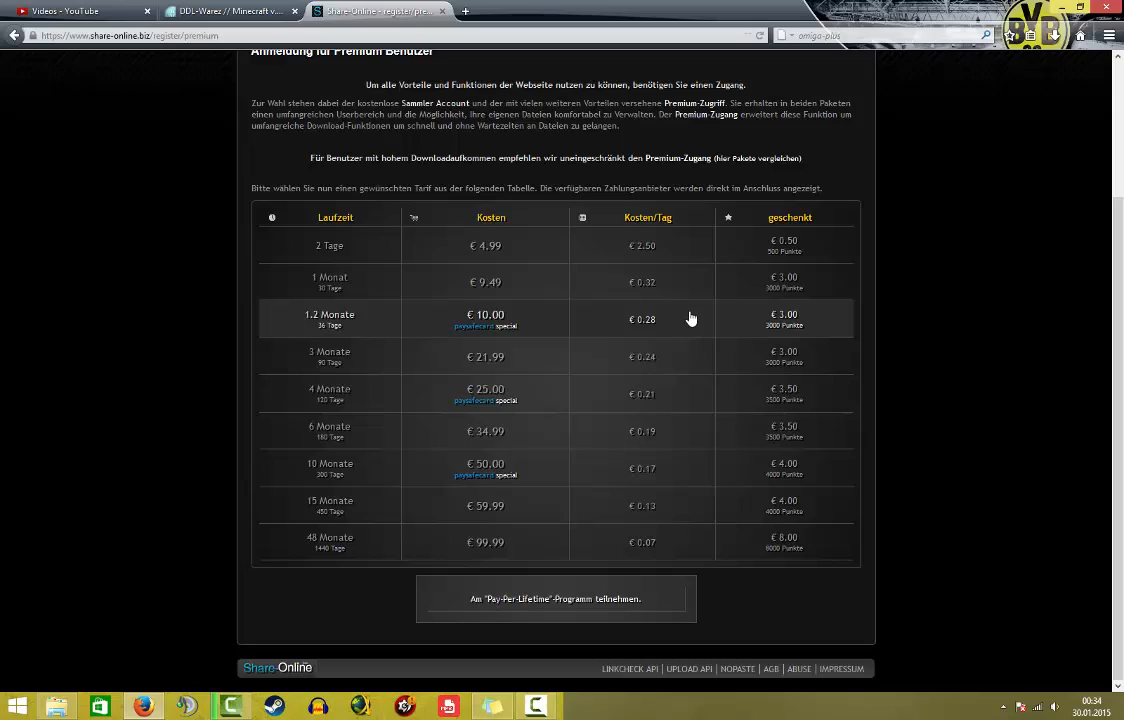 Videos - YouTube
DDL-Warez // Minecraft v...
Share-Online - register/pre...
https://www.share-online.biz/register/premium
omiga-plus
Anmeldung für Premium Benutzer
Um alle Vorteile und Funktionen der Webseite nutzen zu können, benötigen Sie einen Zugang.
Zur Wahl stehen dabei der kostenlose Sammler Account und der mit vielen weiteren Vorteilen versehene Premium-Zugriff. Sie erhalten in beiden Paketen
einen umfangreichen Userbereich und die Möglichkeit, Ihre eigenen Dateien komfortabel zu Verwalten. Der Premium-Zugang erweitert diese Funktion um
umfangreiche Download-Funktionen um schnell und ohne Wartezeiten an Dateien zu gelangen.
Für Benutzer mit hohem Downloadaufkommen empfehlen wir uneingeschänkt den Premium-Zugang (hier Pakete vergleichen)
Bitte wählen Sie nun einen gewünschten Tarif aus der folgenden Tabelle. Die verfügbaren Zahlungsanbieter werden direkt im Anschluss angezeigt.
Laufzeit Kosten Kosten/Tag geschenkt
2 Tage € 4.99 € 2.50 € 0.50
500 Punkte
1 Monat € 9.49 € 0.32 € 3.00
30 Tage 3000 Punkte
1.2 Monate € 10.00 € 0.28 € 3.00
36 Tage paysafecard special 3000 Punkte
3 Monate € 21.99 € 0.24 € 3.00
90 Tage 3000 Punkte
4 Monate € 25.00 € 0.21 € 3.50
120 Tage paysafecard special 3500 Punkte
6 Monate € 34.99 € 0.19 € 3.50
180 Tage 3500 Punkte
10 Monate € 50.00 € 0.17 € 4.00
300 Tage paysafecard special 4000 Punkte
15 Monate € 59.99 € 0.13 € 4.00
450 Tage 4000 Punkte
48 Monate € 99.99 € 0.07 € 8.00
1440 Tage 8000 Punkte
Am "Pay-Per-Lifetime"-Programm teilnehmen.
Share-Online
LINKCHECK API | UPLOAD API | NOPASTE | AGB | ABUSE | IMPRESSUM
00:34
30.01.2015